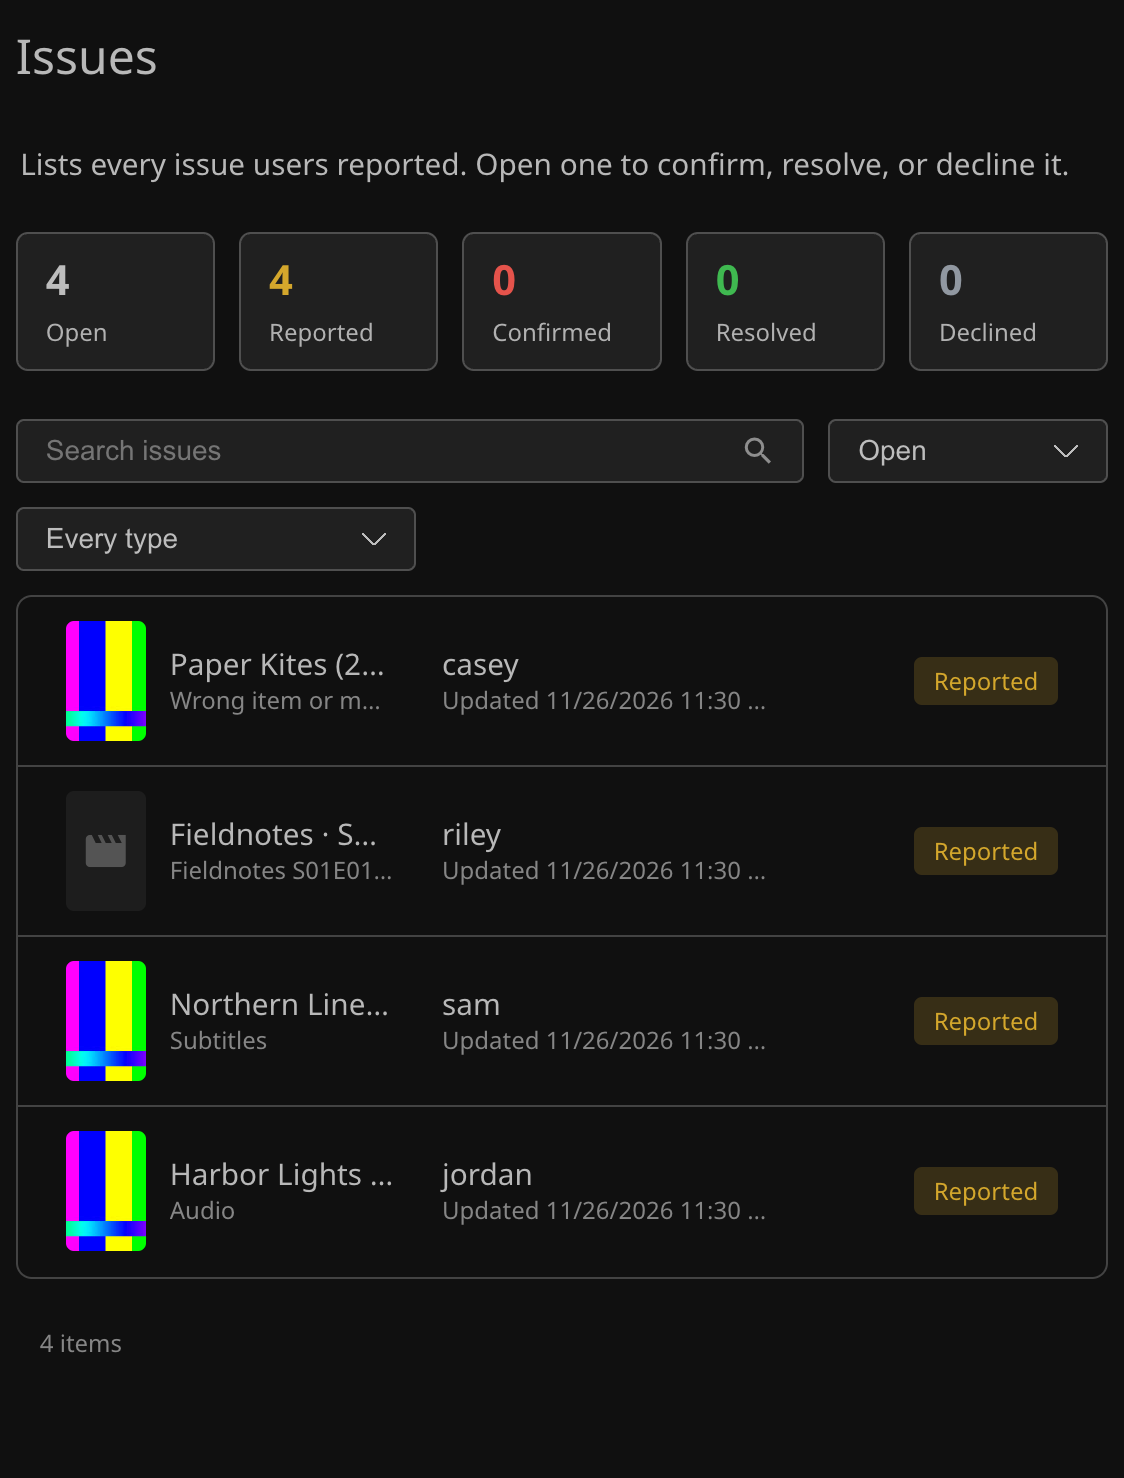 Issues
Lists every issue users reported. Open one to confirm, resolve, or decline it.
4
Open
4
Reported
0
Confirmed
0
Resolved
0
Declined
Search issues
Open
Every type
Paper Kites (2...
Wrong item or m...
casey
Updated 11/26/2026 11:30 ...
Reported
Fieldnotes · S...
Fieldnotes S01E01...
riley
Updated 11/26/2026 11:30 ...
Reported
Northern Line...
Subtitles
sam
Updated 11/26/2026 11:30 ...
Reported
Harbor Lights ...
Audio
jordan
Updated 11/26/2026 11:30 ...
Reported
4 items